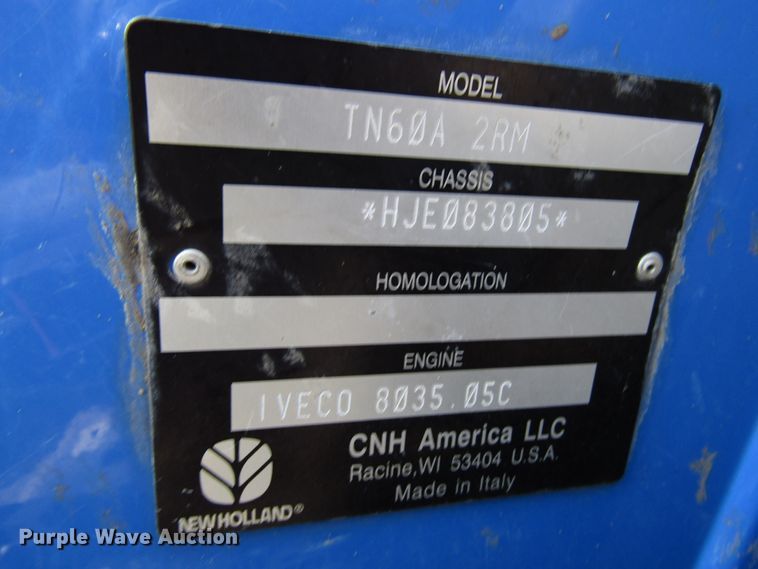 MODEL
TN60A 2RM
CHASSIS
*HJE083805*
HOMOLOGATION
ENGINE
IVECO 8035.05C
CNH America LLC
Racine,WI 53404 U.S.A.
Made in Italy
NEW HOLLAND®
Purple Wave Auction